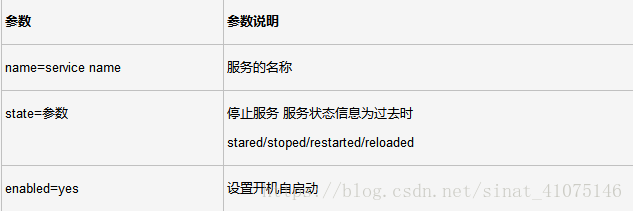 参数 参数说明
name=service name 服务的名称
state=参数 停止服务 服务状态信息为过去时
stared/stoped/restarted/reloaded
enabled=yes 设置开机自启动
https://blog.csdn.net/sinat_41075146